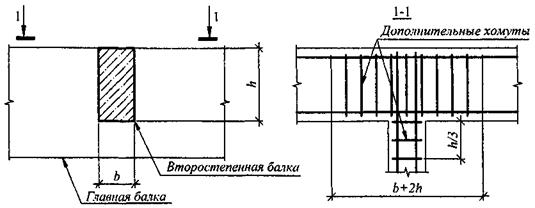 1
1
1-1
Дополнительные хомуты
h
h/3
Второстепенная балка
b
Главная балка
b+2h